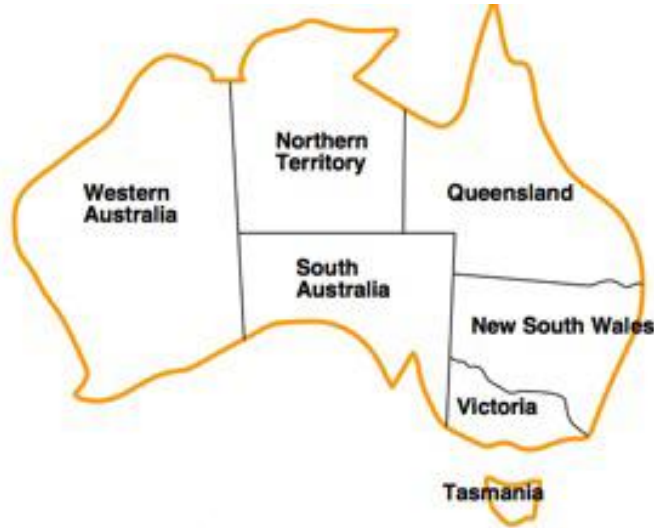 Northern
Territory
Western
Australia
Queensland
South
Australia
New South Wales
Victoria
Tasmania